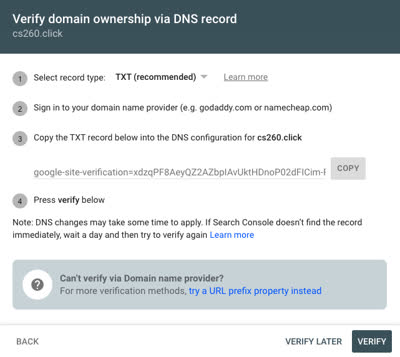 Verify domain ownership via DNS record
cs260.click
1 Select record type: TXT (recommended) Learn more
2 Sign in to your domain name provider (e.g. godaddy.com or namecheap.com)
3 Copy the TXT record below into the DNS configuration for cs260.click
google-site-verification=xdzqPF8AeyQZ2AZbpIAvUktHDnoP02dFICim-F COPY
4 Press verify below
Note: DNS changes may take some time to apply. If Search Console doesn't find the record
immediately, wait a day and then try to verify again Learn more
? Can't verify via Domain name provider?
For more verification methods, try a URL prefix property instead
BACK VERIFY LATER VERIFY